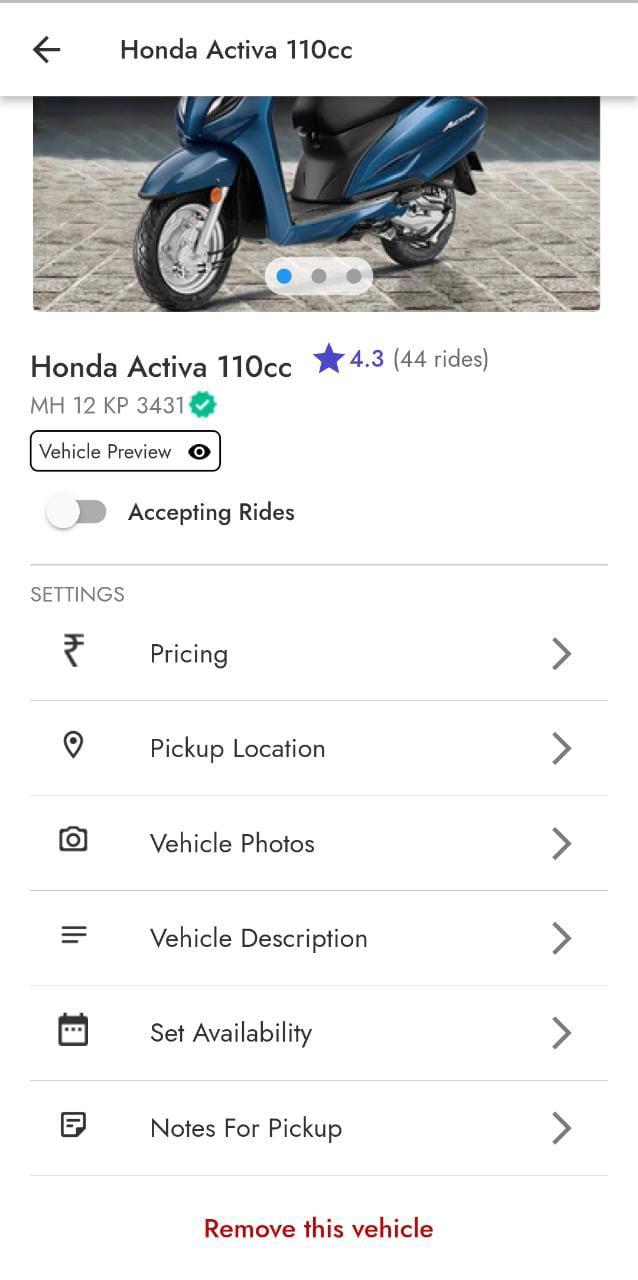 Honda Activa 110cc
Activa
Honda Activa 110cc 4.3 (44 rides)
MH 12 KP 3431
Vehicle Preview
Accepting Rides
SETTINGS
₹ Pricing
Pickup Location
Vehicle Photos
Vehicle Description
Set Availability
Notes For Pickup
Remove this vehicle